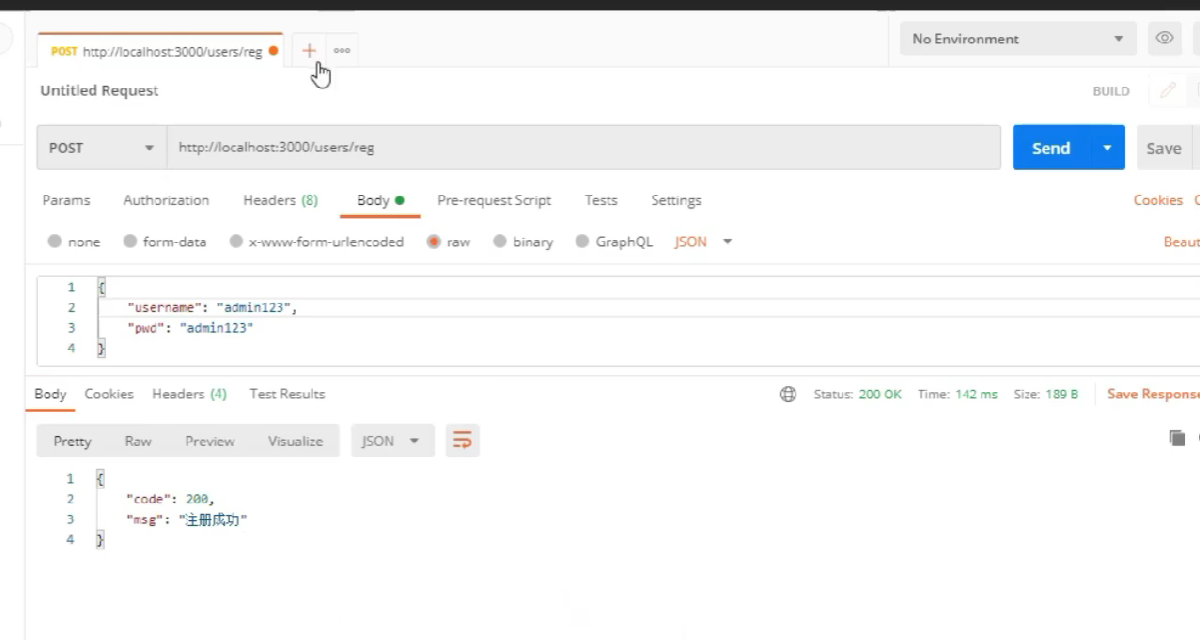 POST http://localhost:3000/users/reg
No Environment
Untitled Request
BUILD
POST http://localhost:3000/users/reg Send Save
Params Authorization Headers (8) Body Pre-request Script Tests Settings Cookies
none form-data x-www-form-urlencoded raw binary GraphQL JSON Beaut
1 {
2 "username": "admin123",
3 "pwd": "admin123"
4 }
Body Cookies Headers (4) Test Results Status: 200 OK Time: 142 ms Size: 189 B Save Response
Pretty Raw Preview Visualize JSON
1 {
2 "code": 200,
3 "msg": "注册成功"
4 }